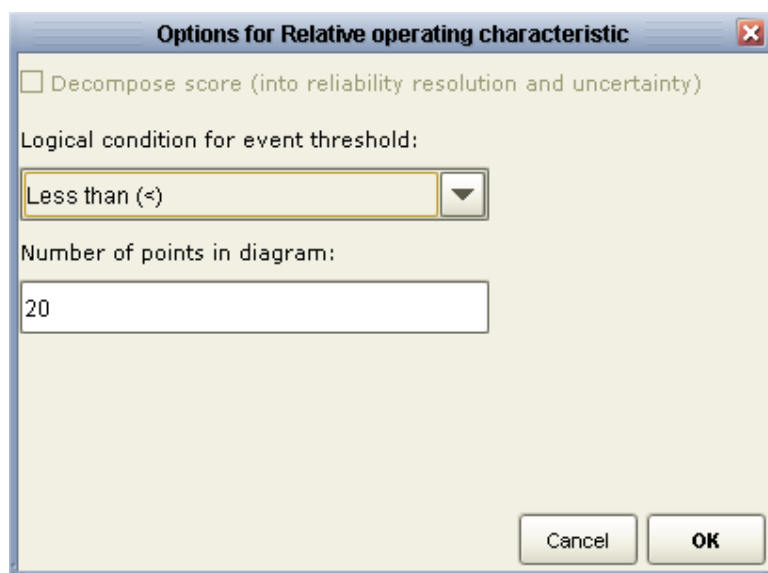 Options for Relative operating characteristic
Decompose score (into reliability resolution and uncertainty)
Logical condition for event threshold:
Less than (<)
Number of points in diagram:
20
Cancel OK